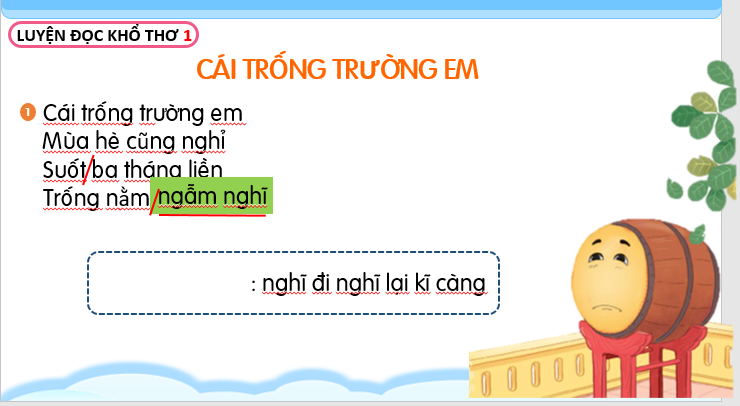 LUYỆN ĐỌC KHỔ THƠ 1
CÁI TRỐNG TRƯỜNG EM
1 Cái trống trường em
Mùa hè cũng nghỉ
Suốt/ba tháng liền
Trống nằm/ngẫm nghĩ
: nghĩ đi nghĩ lại kĩ càng